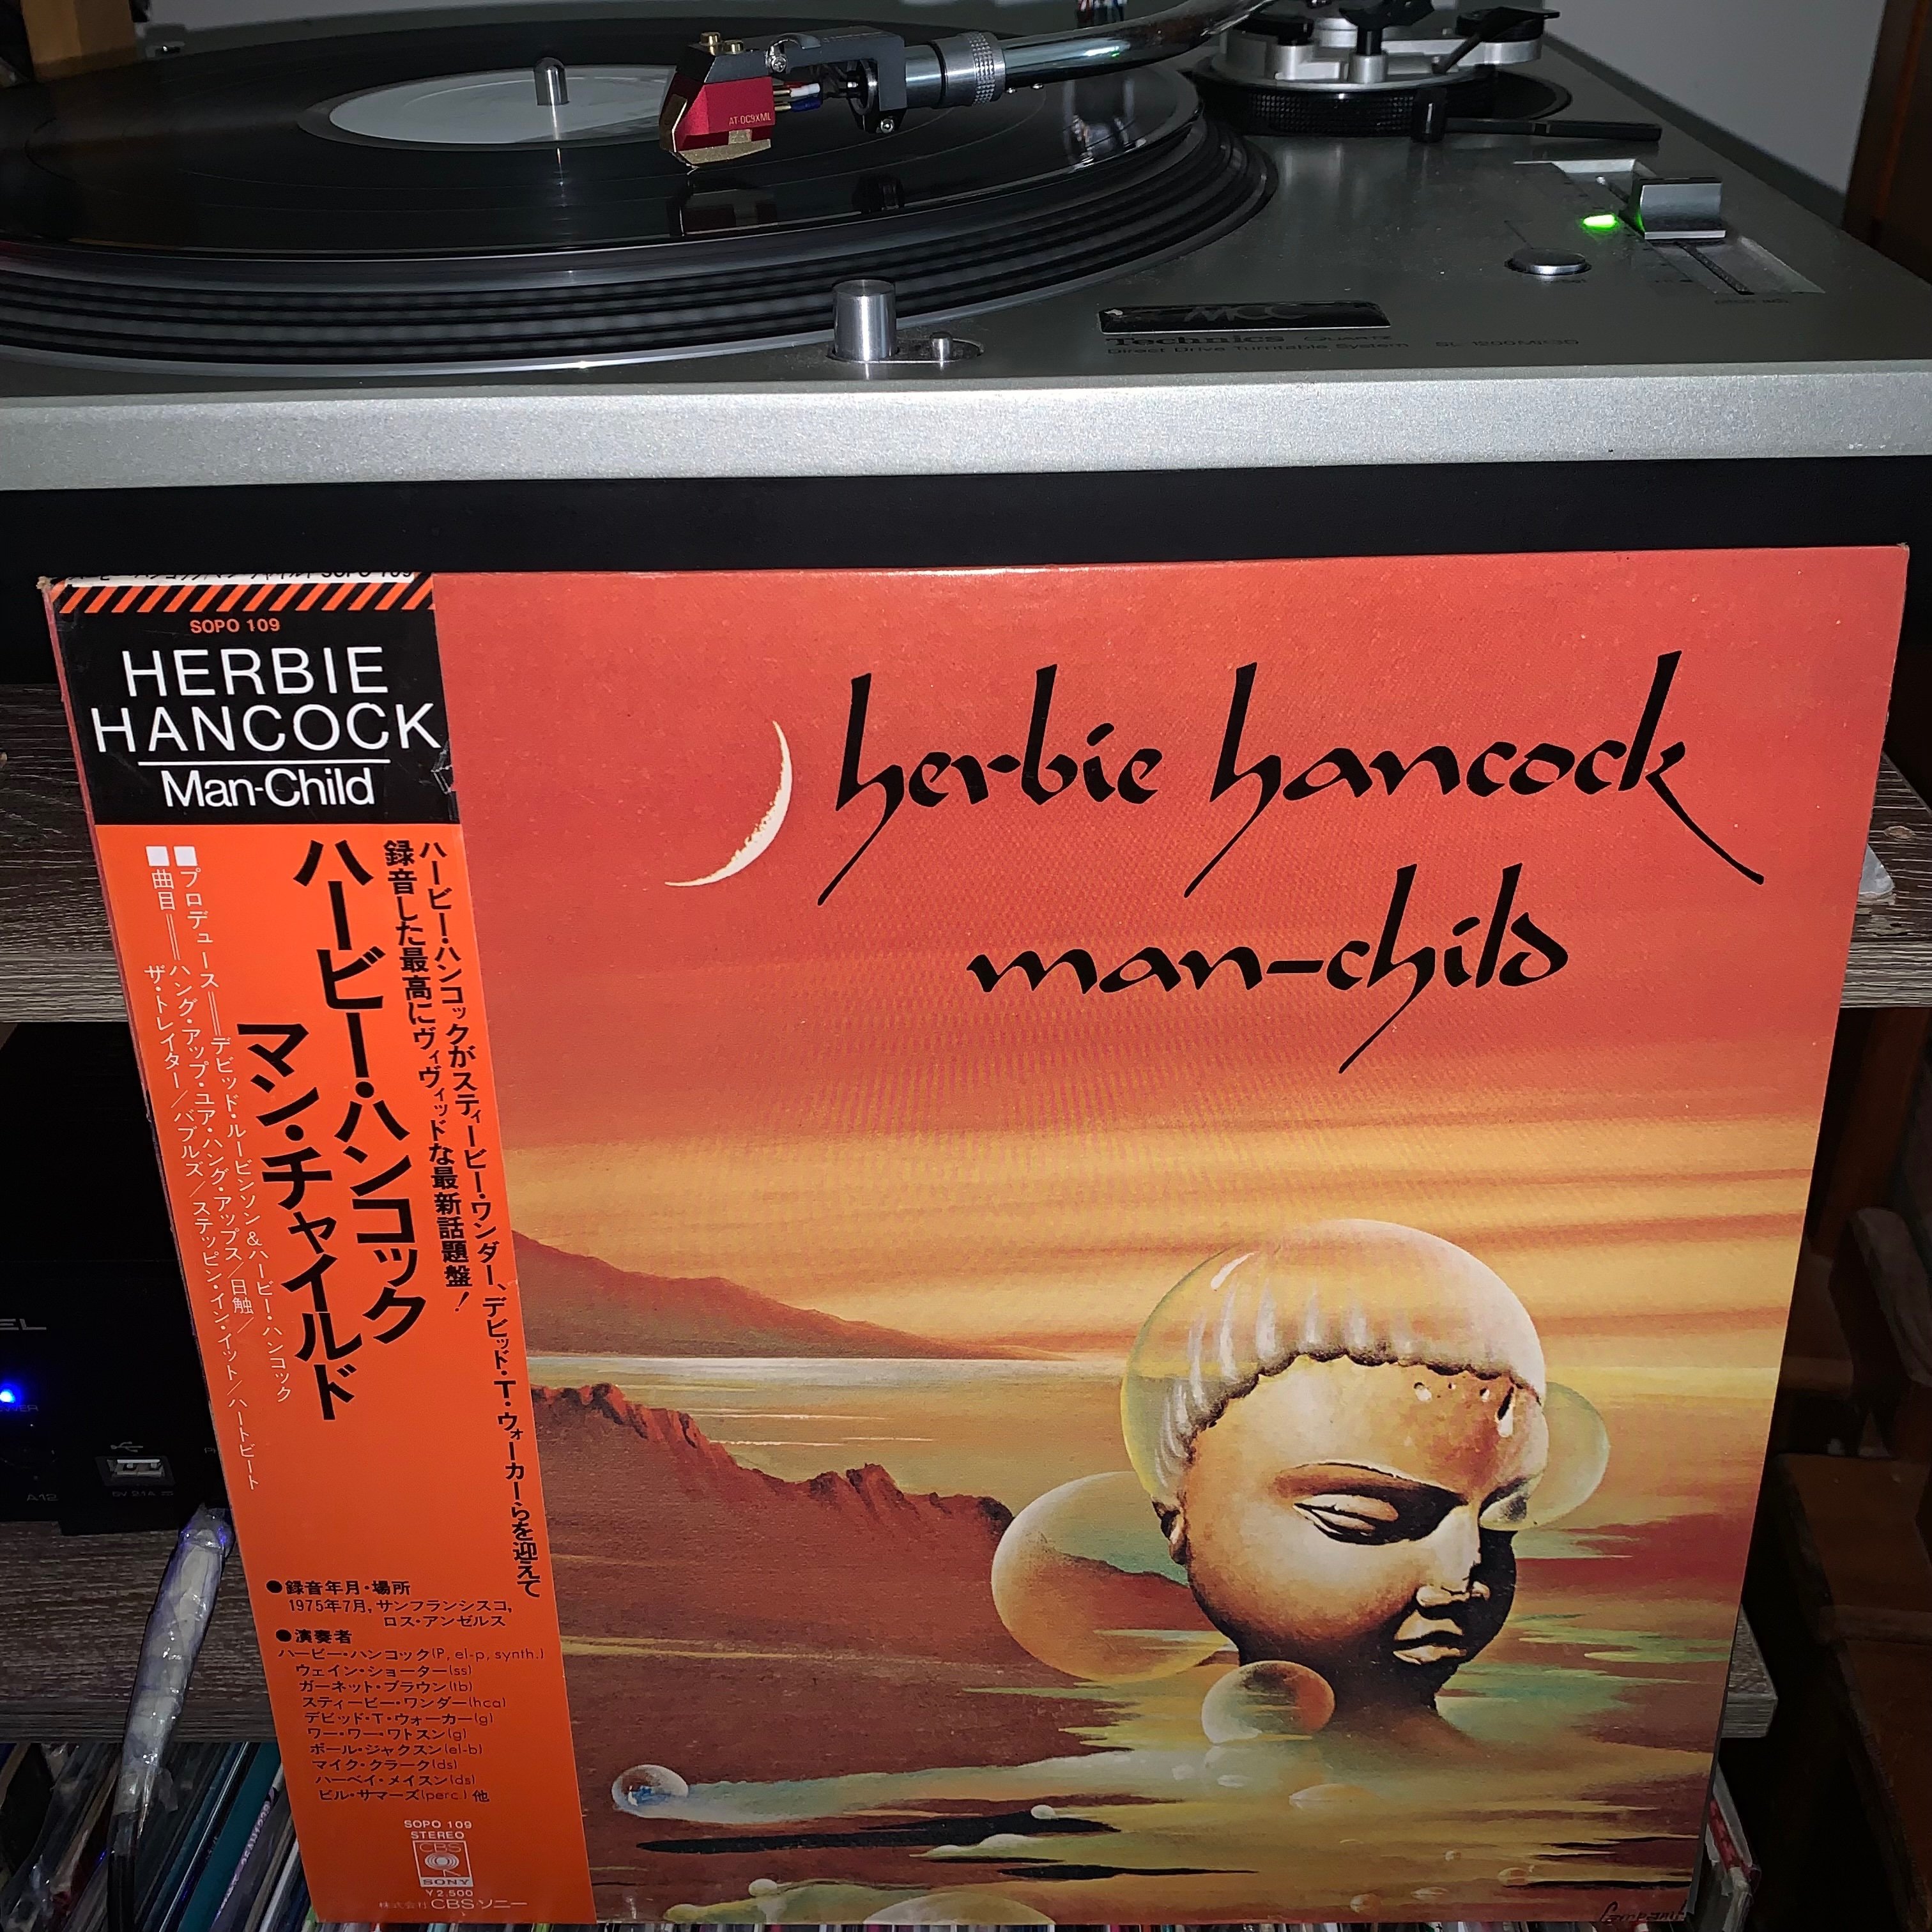 AT-OC9XML
MCC
Technics Quartz
Direct Drive Turntable System
SOPO 109
HERBIE
HANCOCK
Man-Child
ハービー・ハンコックがスティービー・ワンダー、デビッド・T・ウォーカーらを迎えて
録音した最高にヴィヴィッドな最新話題盤！
ハービー・ハンコック
マン・チャイルド
■プロデュース＝デビッド・ルービンソン＆ハービー・ハンコック
■曲目＝ハング・アップ・ユア・ハング・アップス／日触／
ザ・トレイター／バブルズ／ステッピン・イン・イット／ハートビート
●録音年月・場所
1975年7月, サンフランシスコ,
ロス・アンゼルス
●演奏者
ハービー・ハンコック(P, el-p, synth.)
ウェイン・ショーター(ss)
ガーネット・ブラウン(tb)
スティービー・ワンダー(hca)
デビッド・T・ウォーカー(g)
ワー・ワー・ワトスン(g)
ポール・ジャクスン(el-b)
マイク・クラーク(ds)
ハーベイ・メイスン(ds)
ビル・サマーズ(perc.) 他
SOPO 109
STEREO
CBS
SONY
¥2,500
株式会社 CBS・ソニー
herbie hancock
man-child
A12